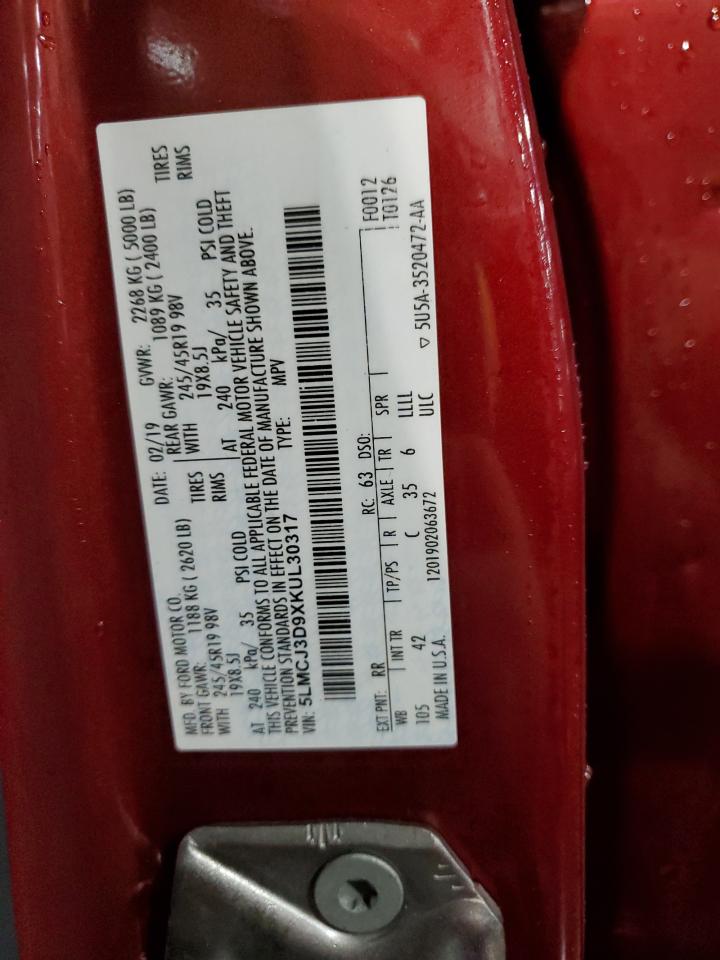 MFD. BY FORD MOTOR CO. DATE: 02/19 GVWR: 2268 KG ( 5000 LB)
FRONT GAWR: 1188 KG ( 2620 LB) REAR GAWR: 1089 KG ( 2400 LB)
WITH 245/45R19 98V TIRES WITH 245/45R19 98V TIRES
19X8.5J RIMS 19X8.5J RIMS
AT 240 kPa/ 35 PSI COLD AT 240 kPa/ 35 PSI COLD
THIS VEHICLE CONFORMS TO ALL APPLICABLE FEDERAL MOTOR VEHICLE SAFETY AND THEFT
PREVENTION STANDARDS IN EFFECT ON THE DATE OF MANUFACTURE SHOWN ABOVE.
VIN: 5LMCJ3D9XKUL30317 TYPE: MPV
EXT PNT: RR RC: 63 DSO: F0012
WB INT TR TP/PS R AXLE TR SPR T0126
105 42 C 35 6 LLLL
MADE IN U.S.A. 1201902063672 ULC ▽ 5U5A-3520472-AA